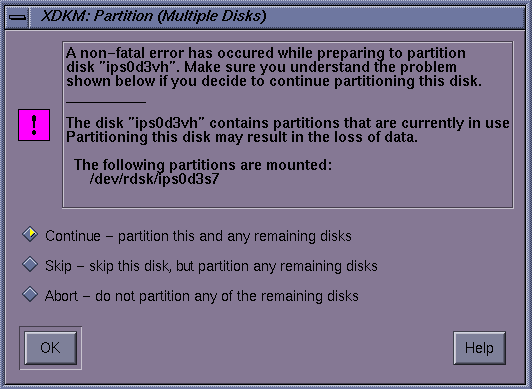 XDKM: Partition (Multiple Disks)
A non-fatal error has occured while preparing to partition
disk "ips0d3vh". Make sure you understand the problem
shown below if you decide to continue partitioning this disk.
__________
The disk "ips0d3vh" contains partitions that are currently in use
Partitioning this disk may result in the loss of data.
The following partitions are mounted:
/dev/rdsk/ips0d3s7
!
Continue - partition this and any remaining disks
Skip - skip this disk, but partition any remaining disks
Abort - do not partition any of the remaining disks
OK
Help